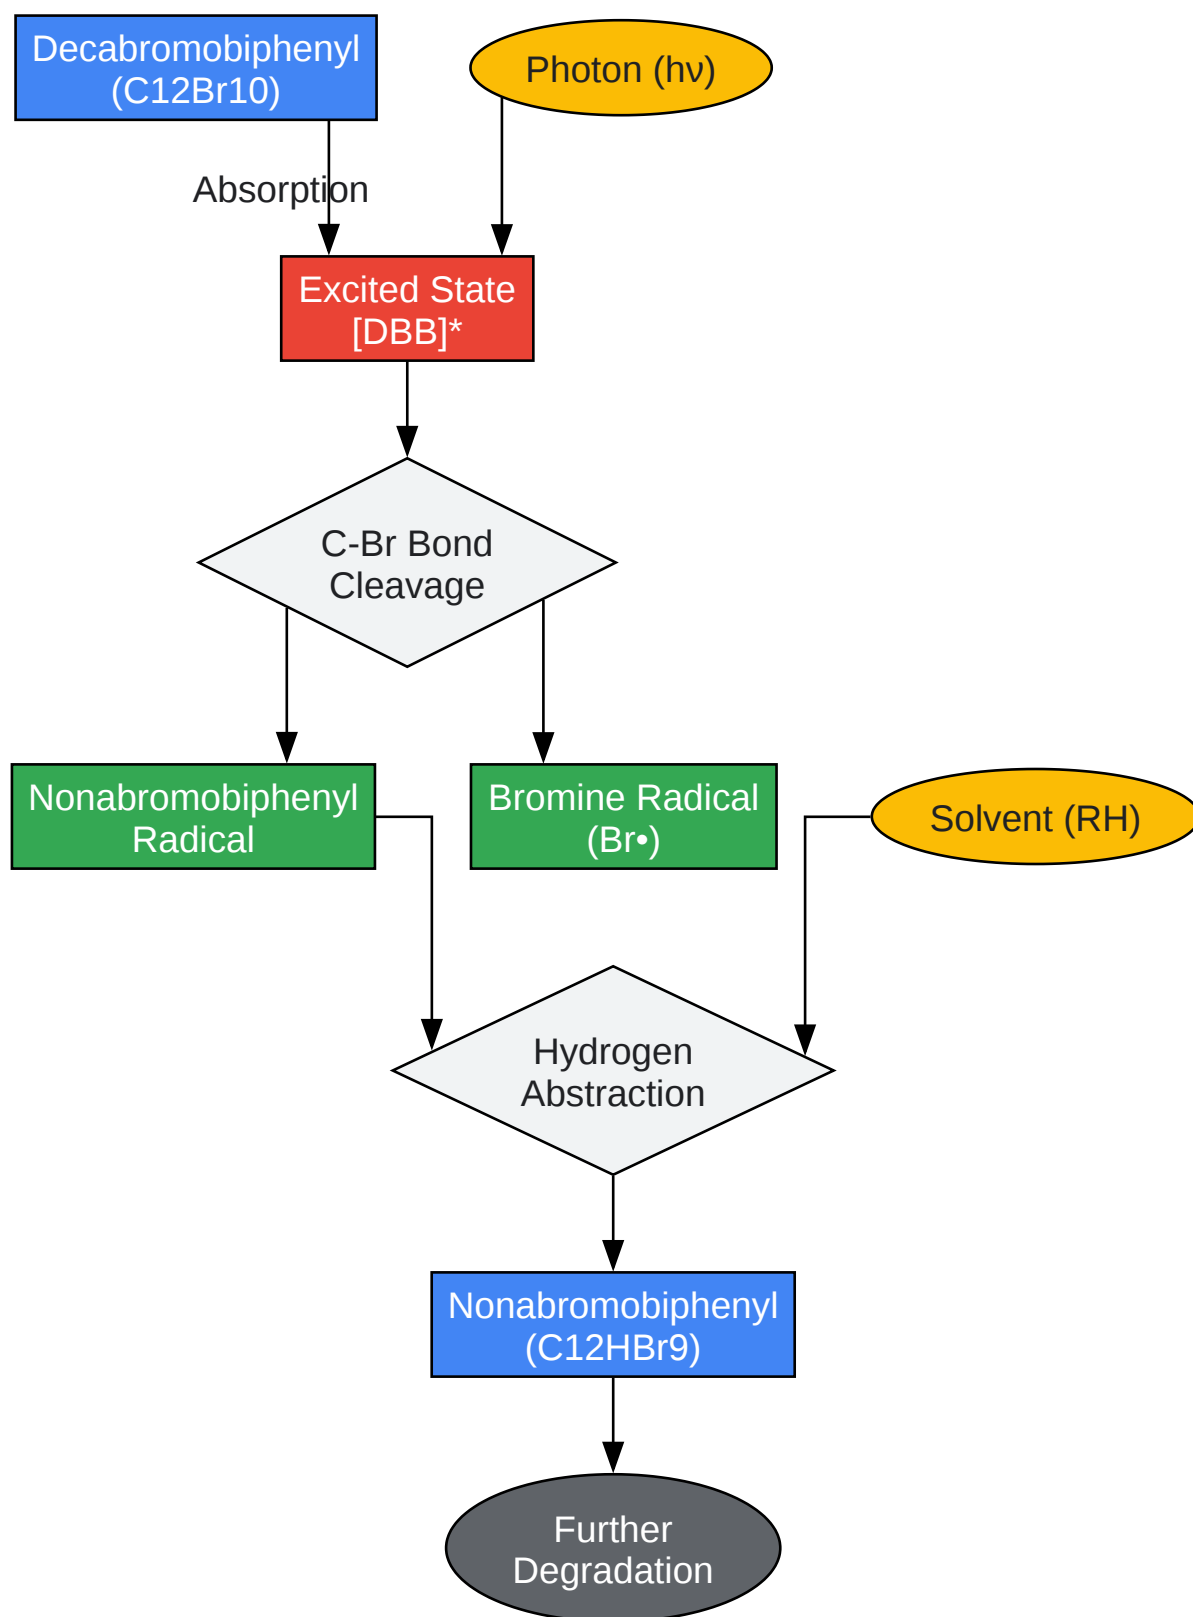 Decabromobiphenyl
(C12Br10)
Photon (hν)
Absorption
Excited State
[DBB]*
C-Br Bond
Cleavage
Nonabromobiphenyl
Radical
Bromine Radical
(Br•)
Solvent (RH)
Hydrogen
Abstraction
Nonabromobiphenyl
(C12HBr9)
Further
Degradation